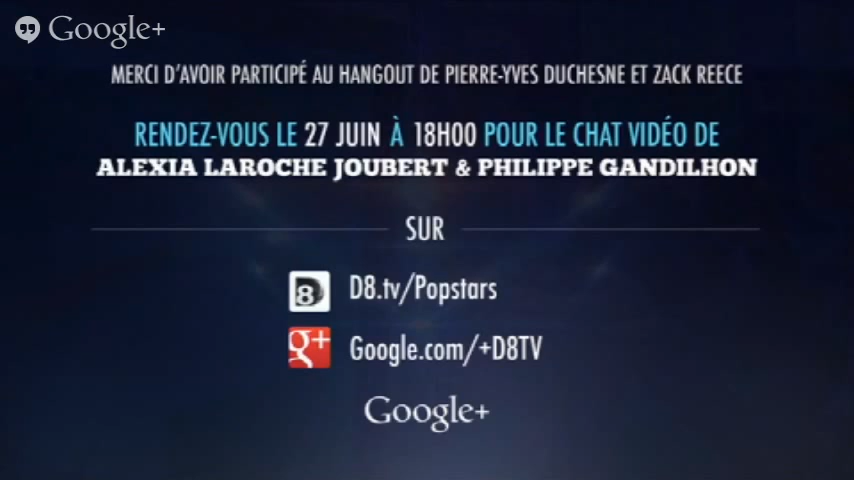 Google+
MERCI D'AVOIR PARTICIPÉ AU HANGOUT DE PIERRE-YVES DUCHESNE ET ZACK REECE
RENDEZ-VOUS LE 27 JUIN À 18H00 POUR LE CHAT VIDÉO DE
ALEXIA LAROCHE JOUBERT & PHILIPPE GANDILHON
SUR
D8 D8.tv/Popstars
g+ Google.com/+D8TV
Google+